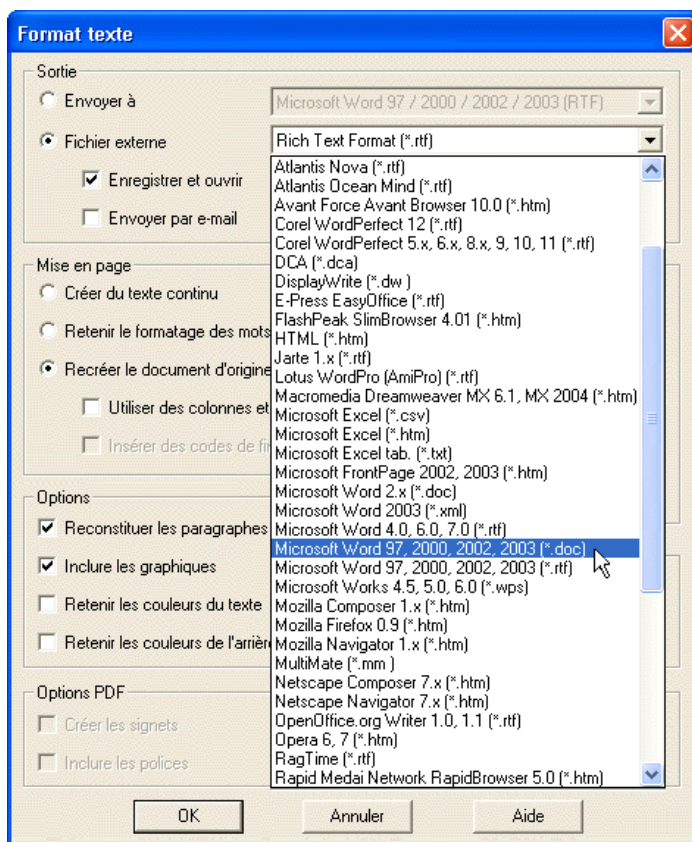 Format texte
Sortie
Envoyer à
Microsoft Word 97 / 2000 / 2002 / 2003 (RTF)
Fichier externe
Rich Text Format (*.rtf)
Enregistrer et ouvrir
Envoyer par e-mail
Atlantis Nova (*.rtf)
Atlantis Ocean Mind (*.rtf)
Avant Force Avant Browser 10.0 (*.htm)
Corel WordPerfect 12 (*.rtf)
Corel WordPerfect 5.x, 6.x, 8.x, 9, 10, 11 (*.rtf)
DCA (*.dca)
DisplayWrite (*.dw )
E-Press EasyOffice (*.rtf)
FlashPeak SlimBrowser 4.01 (*.htm)
HTML (*.htm)
Jarte 1.x (*.rtf)
Lotus WordPro (AmiPro) (*.rtf)
Macromedia Dreamweaver MX 6.1, MX 2004 (*.htm)
Microsoft Excel (*.csv)
Microsoft Excel (*.htm)
Microsoft Excel tab. (*.txt)
Microsoft FrontPage 2002, 2003 (*.htm)
Microsoft Word 2.x (*.doc)
Microsoft Word 2003 (*.xml)
Microsoft Word 4.0, 6.0, 7.0 (*.rtf)
Microsoft Word 97, 2000, 2002, 2003 (*.doc)
Microsoft Word 97, 2000, 2002, 2003 (*.rtf)
Microsoft Works 4.5, 5.0, 6.0 (*.wps)
Mozilla Composer 1.x (*.htm)
Mozilla Firefox 0.9 (*.htm)
Mozilla Navigator 1.x (*.htm)
MultiMate (*.mm )
Netscape Composer 7.x (*.htm)
Netscape Navigator 7.x (*.htm)
OpenOffice.org Writer 1.0, 1.1 (*.rtf)
Opera 6, 7 (*.htm)
RagTime (*.rtf)
Rapid Medai Network RapidBrowser 5.0 (*.htm)
Mise en page
Créer du texte continu
Retenir le formatage des mots
Recréer le document d'origine
Utiliser des colonnes et
Insérer des codes de fi
Options
Reconstituer les paragraphes
Inclure les graphiques
Retenir les couleurs du texte
Retenir les couleurs de l'arriè
Options PDF
Créer les signets
Inclure les polices
OK
Annuler
Aide